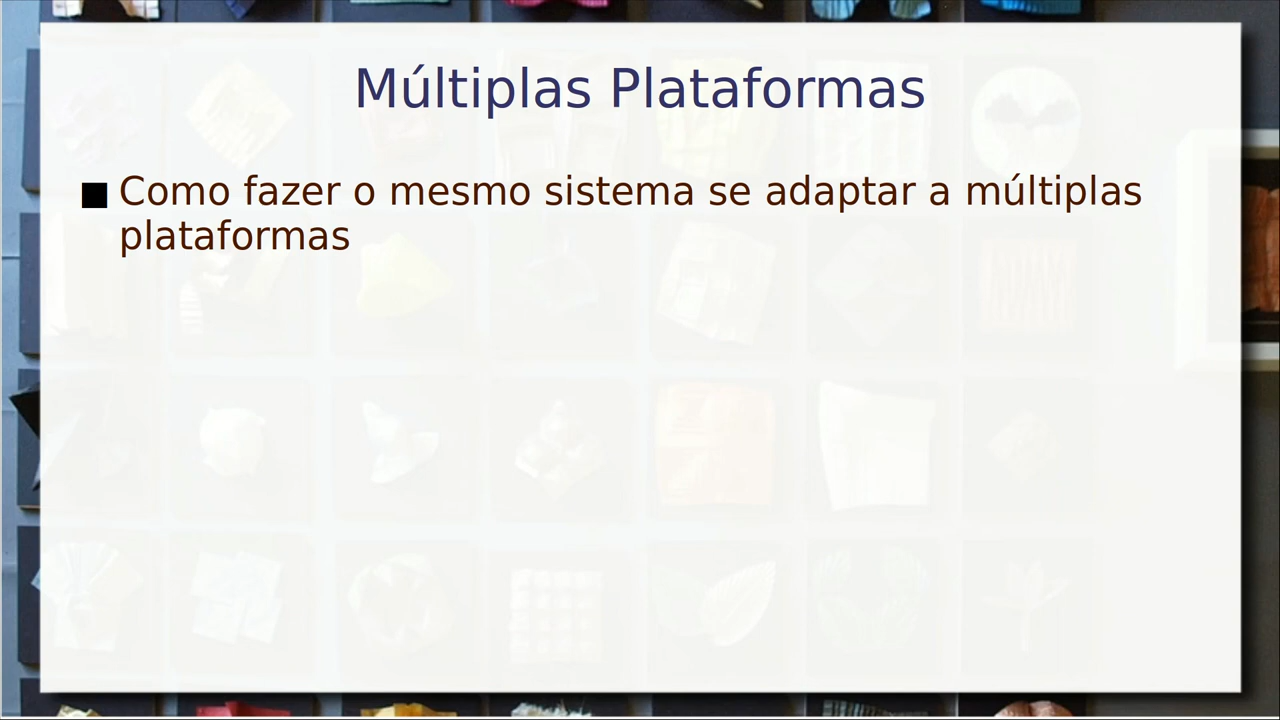 Múltiplas Plataformas
■ Como fazer o mesmo sistema se adaptar a múltiplas
plataformas